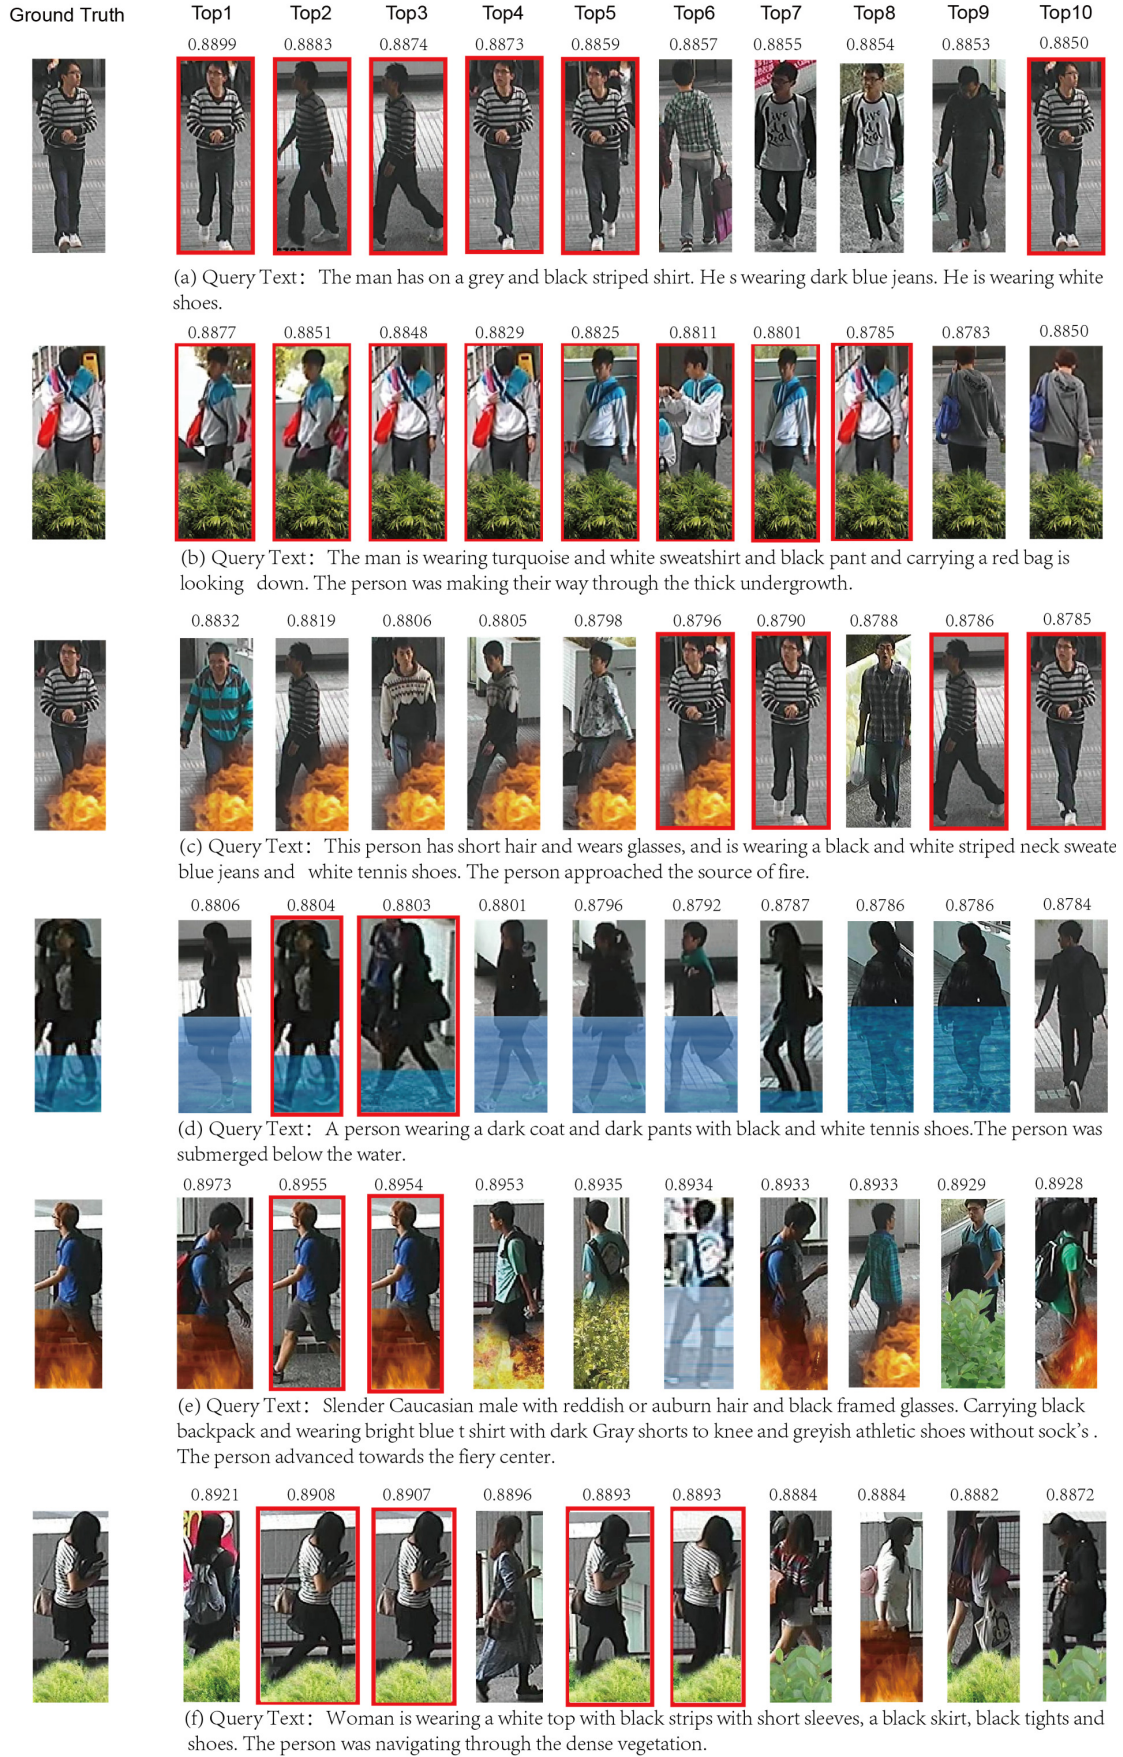 Ground Truth Top1 Top2 Top3 Top4 Top5 Top6 Top7 Top8 Top9 Top10
0.8899 0.8883 0.8874 0.8873 0.8859 0.8857 0.8855 0.8854 0.8853 0.8850
(a) Query Text：The man has on a grey and black striped shirt. He s wearing dark blue jeans. He is wearing white
shoes.
0.8877 0.8851 0.8848 0.8829 0.8825 0.8811 0.8801 0.8785 0.8783 0.8850
(b) Query Text：The man is wearing turquoise and white sweatshirt and black pant and carrying a red bag is
looking down. The person was making their way through the thick undergrowth.
0.8832 0.8819 0.8806 0.8805 0.8798 0.8796 0.8790 0.8788 0.8786 0.8785
(c) Query Text：This person has short hair and wears glasses, and is wearing a black and white striped neck sweate
blue jeans and white tennis shoes. The person approached the source of fire.
0.8806 0.8804 0.8803 0.8801 0.8796 0.8792 0.8787 0.8786 0.8786 0.8784
(d) Query Text：A person wearing a dark coat and dark pants with black and white tennis shoes.The person was
submerged below the water.
0.8973 0.8955 0.8954 0.8953 0.8935 0.8934 0.8933 0.8933 0.8929 0.8928
(e) Query Text：Slender Caucasian male with reddish or auburn hair and black framed glasses. Carrying black
backpack and wearing bright blue t shirt with dark Gray shorts to knee and greyish athletic shoes without sock's .
The person advanced towards the fiery center.
0.8921 0.8908 0.8907 0.8896 0.8893 0.8893 0.8884 0.8884 0.8882 0.8872
(f) Query Text：Woman is wearing a white top with black strips with short sleeves, a black skirt, black tights and
shoes. The person was navigating through the dense vegetation.